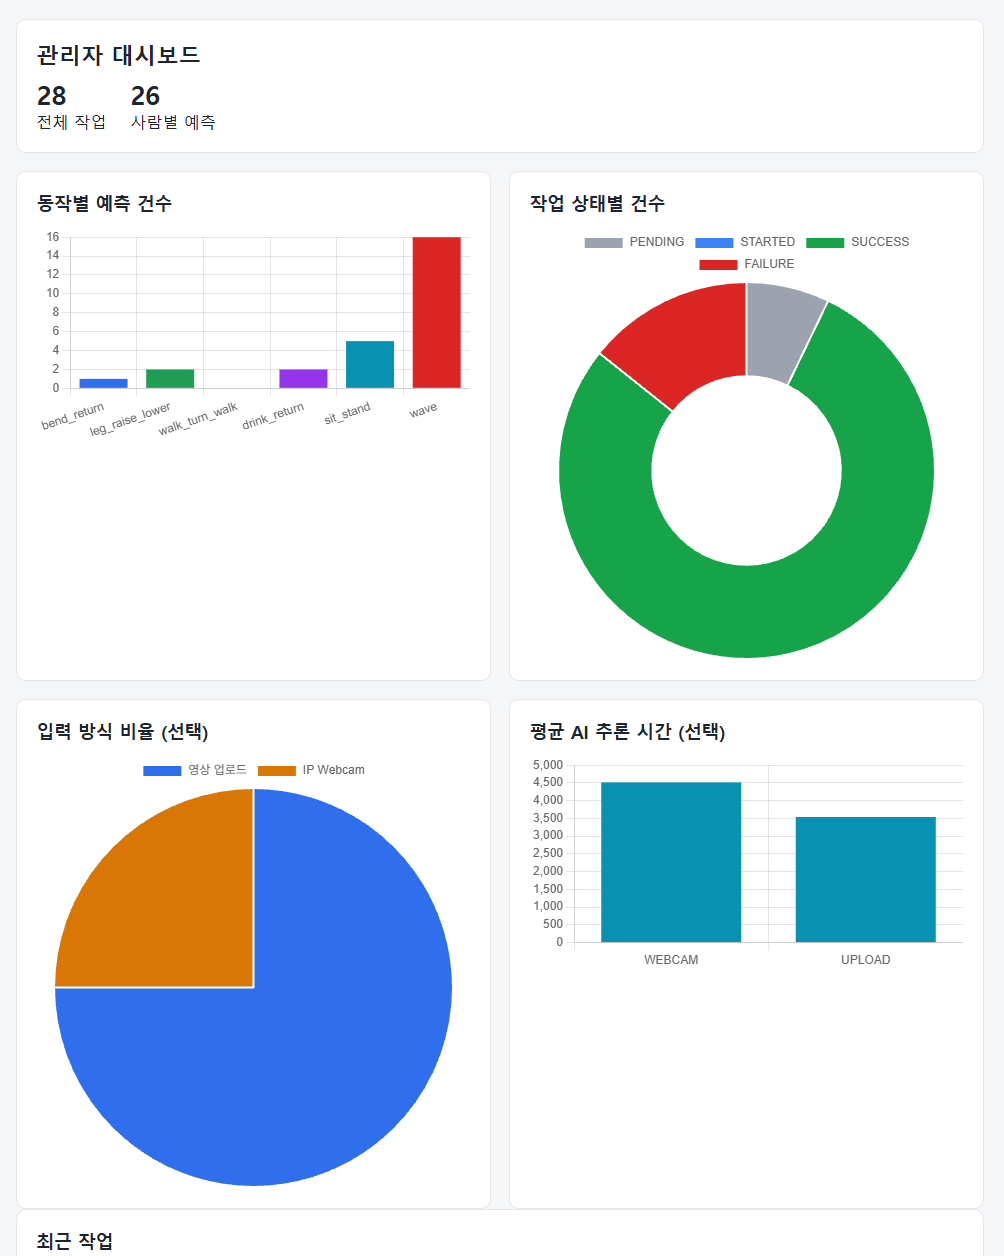 관리자 대시보드
28 26
전체 작업 사람별 예측
동작별 예측 건수
16
14
12
10
8
6
4
2
0
bend_return leg_raise_lower walk_turn_walk drink_return sit_stand wave
작업 상태별 건수
PENDING STARTED SUCCESS
FAILURE
입력 방식 비율 (선택)
영상 업로드 IP Webcam
평균 AI 추론 시간 (선택)
5,000
4,500
4,000
3,500
3,000
2,500
2,000
1,500
1,000
500
0
WEBCAM UPLOAD
최근 작업